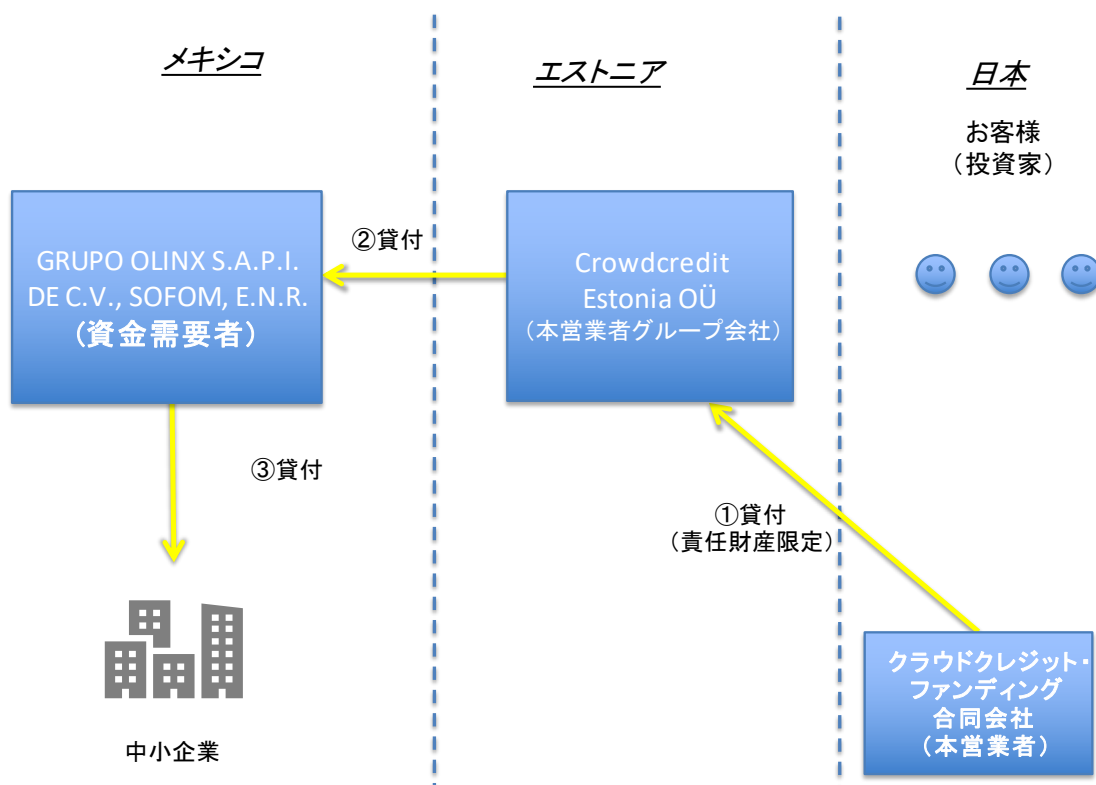 メキシコ
エストニア
日本
お客様
（投資家）
GRUPO OLINX S.A.P.I.
DE C.V., SOFOM, E.N.R.
（資金需要者）
②貸付
Crowdcredit
Estonia OÜ
（本営業者グループ会社）
③貸付
①貸付
（責任財産限定）
クラウドクレジット・
ファンディング
合同会社
（本営業者）
中小企業